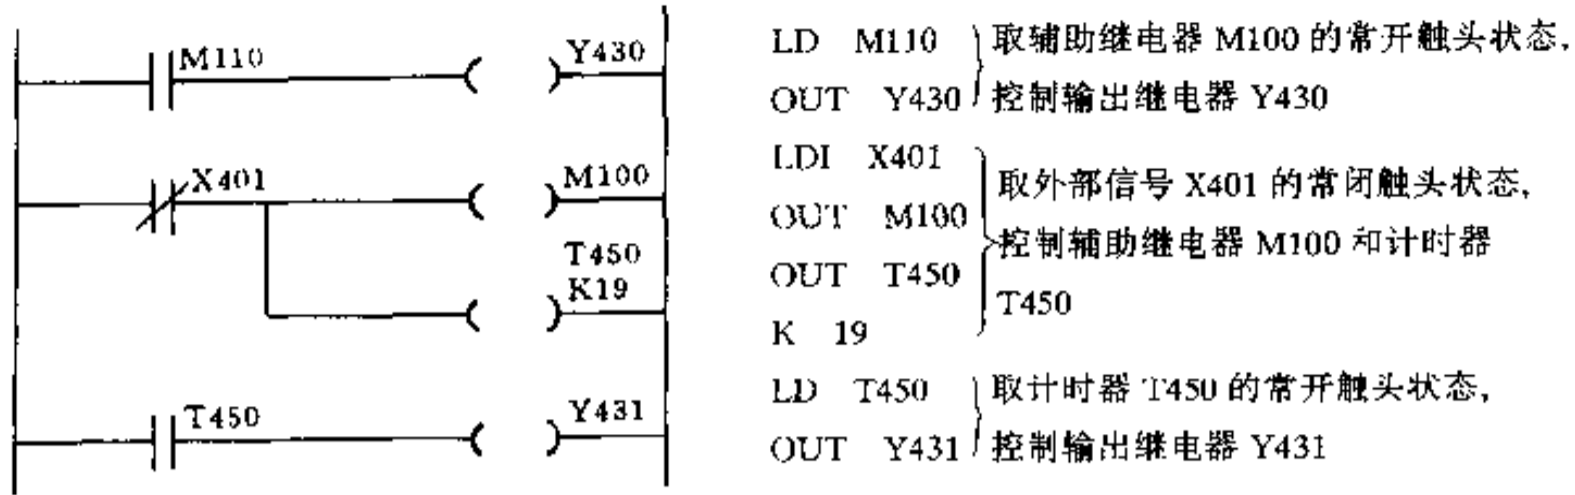 M110
Y430
X401
M100
T450
K19
T450
Y431
LD M110
OUT Y430
取辅助继电器 M100 的常开触头状态,
控制输出继电器 Y430
LDI X401
OUT M100
OUT T450
K 19
取外部信号 X401 的常闭触头状态,
控制辅助继电器 M100 和计时器
T450
LD T450
OUT Y431
取计时器 T450 的常开触头状态,
控制输出继电器 Y431